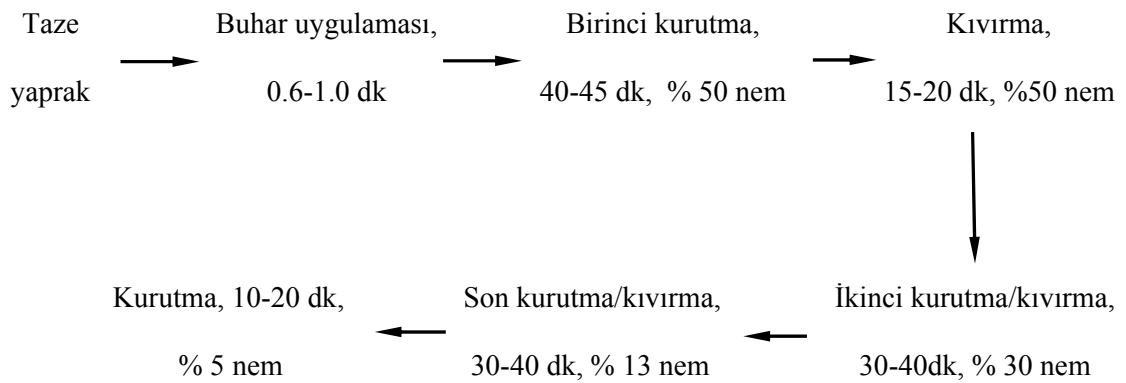 Taze
yaprak
Buhar uygulaması,
0.6-1.0 dk
Birinci kurutma,
40-45 dk, % 50 nem
Kıvırma,
15-20 dk, %50 nem
İkinci kurutma/kıvırma,
30-40dk, % 30 nem
Son kurutma/kıvırma,
30-40 dk, % 13 nem
Kurutma, 10-20 dk,
% 5 nem